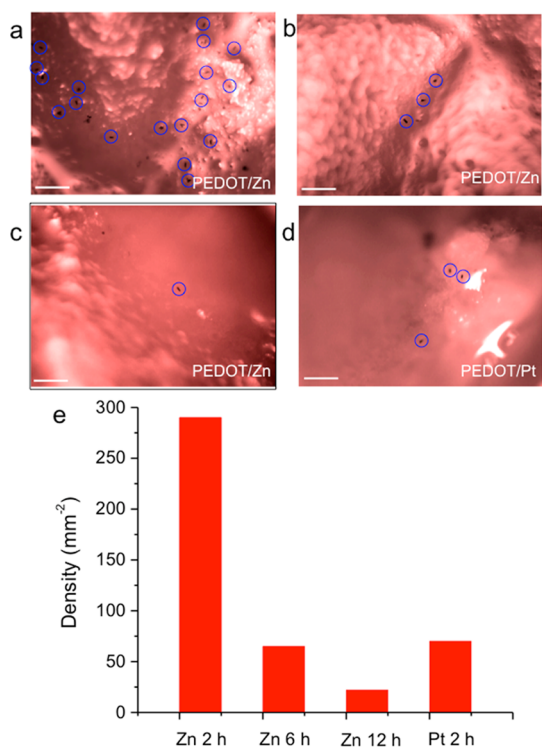 a
b
PEDOT/Zn
PEDOT/Zn
c
d
PEDOT/Zn
PEDOT/Pt
e
300
250
200
150
100
50
0
Density (mm⁻²)
Zn 2 h
Zn 6 h
Zn 12 h
Pt 2 h